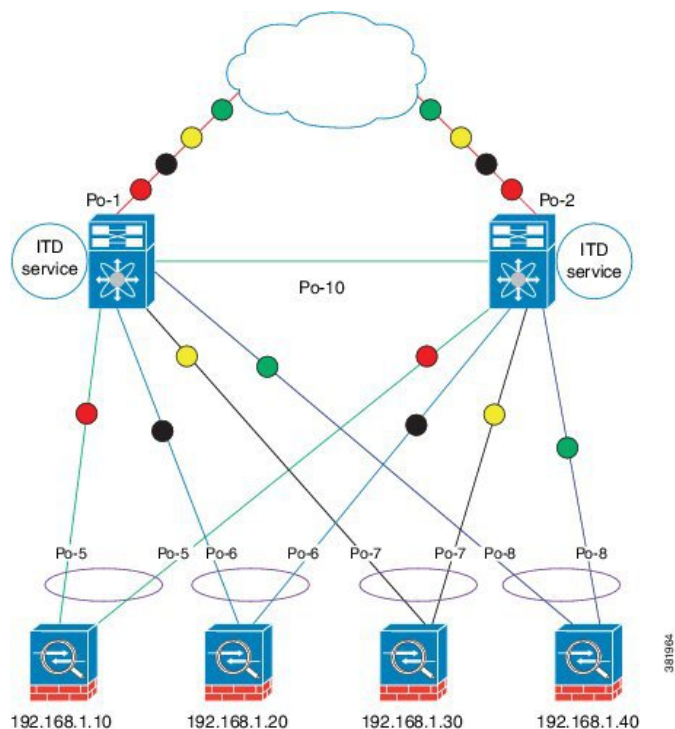 Po-1
Po-2
ITD
service
ITD
service
Po-10
Po-5
Po-5
Po-6
Po-6
Po-7
Po-7
Po-8
Po-8
381964
192.168.1.10
192.168.1.20
192.168.1.30
192.168.1.40